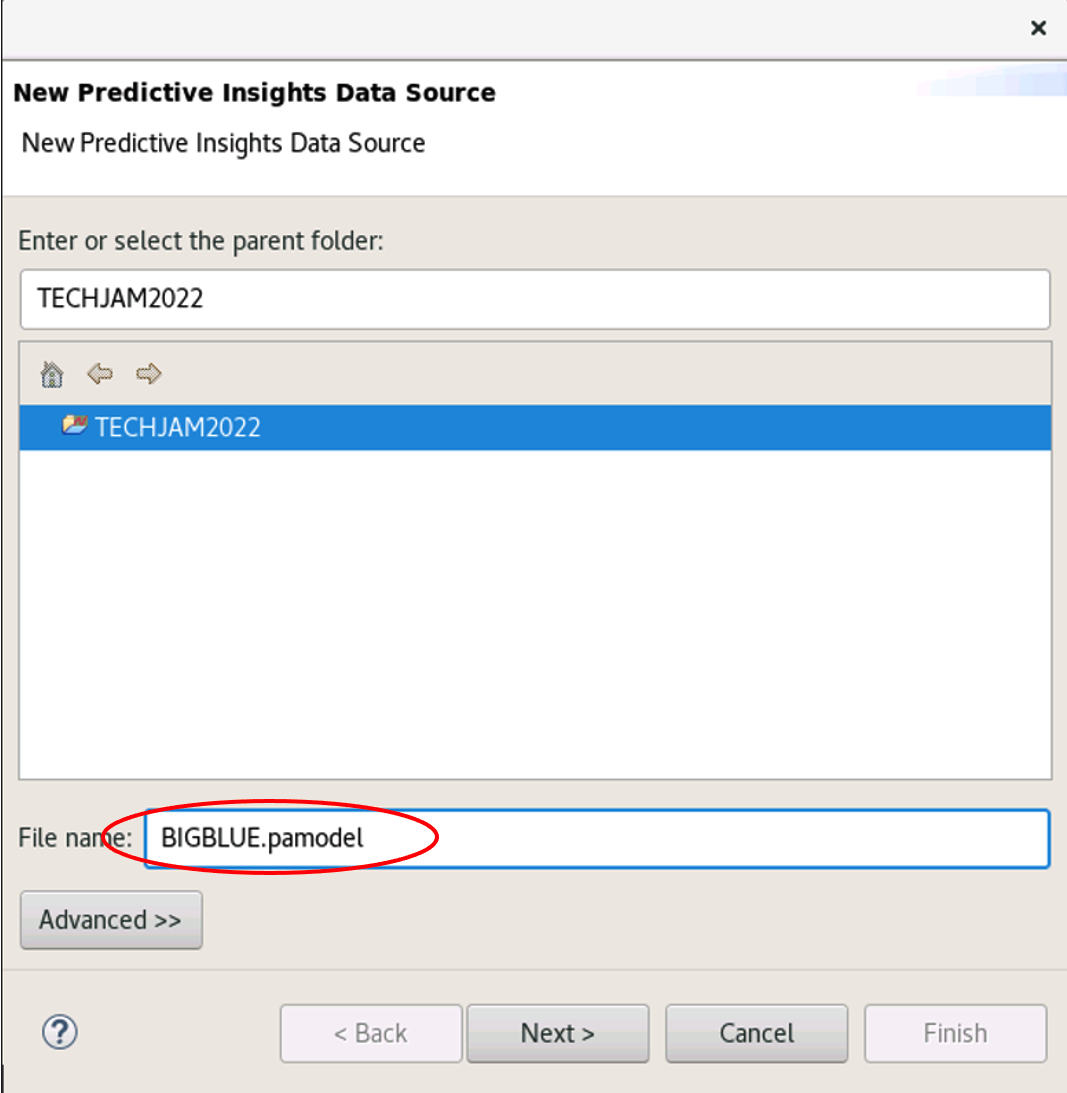 New Predictive Insights Data Source
New Predictive Insights Data Source
Enter or select the parent folder:
TECHJAM2022
TECHJAM2022
File name: BIGBLUE.pamodel
Advanced >>
? < Back Next > Cancel Finish